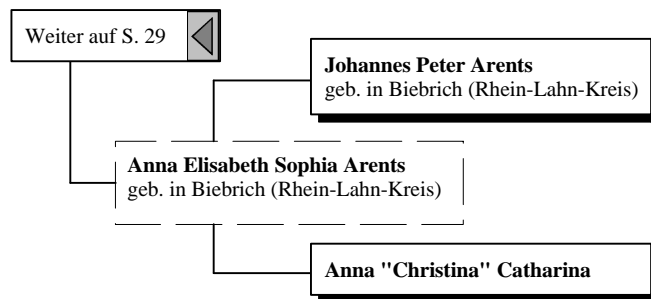 Weiter auf S. 29
Johannes Peter Arents
geb. in Biebrich (Rhein-Lahn-Kreis)
Anna Elisabeth Sophia Arents
geb. in Biebrich (Rhein-Lahn-Kreis)
Anna "Christina" Catharina